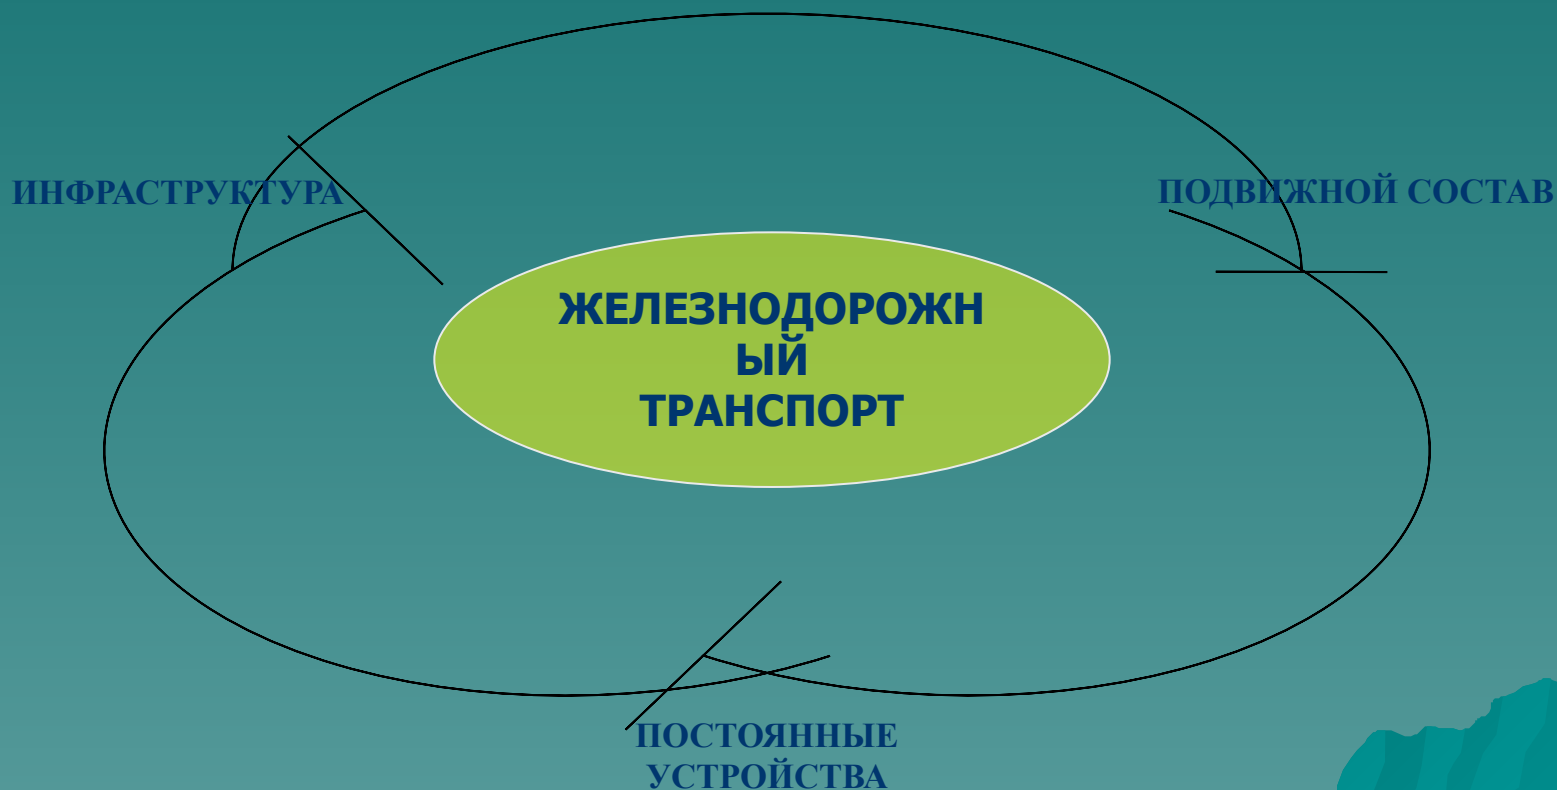 ИНФРАСТРУКТУРА
ПОДВИЖНОЙ СОСТАВ
ЖЕЛЕЗНОДОРОЖН
ЫЙ
ТРАНСПОРТ
ПОСТОЯННЫЕ
УСТРОЙСТВА